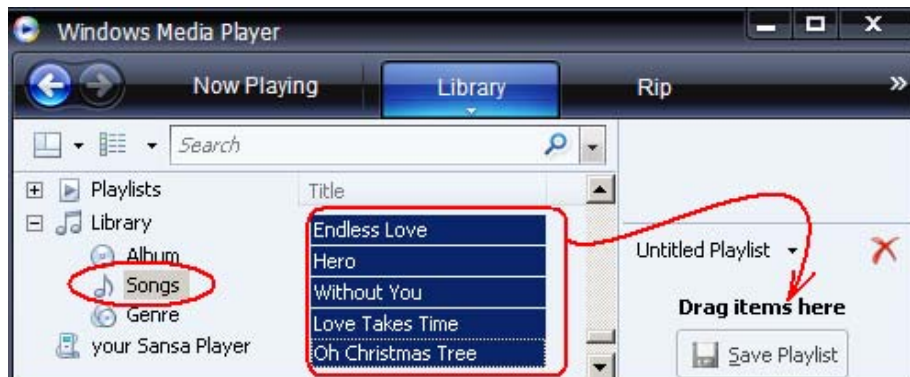 Windows Media Player
Now Playing
Library
Rip
»
Search
Playlists
Library
Album
Songs
Genre
your Sansa Player
Title
Endless Love
Hero
Without You
Love Takes Time
Oh Christmas Tree
Untitled Playlist
Drag items here
Save Playlist